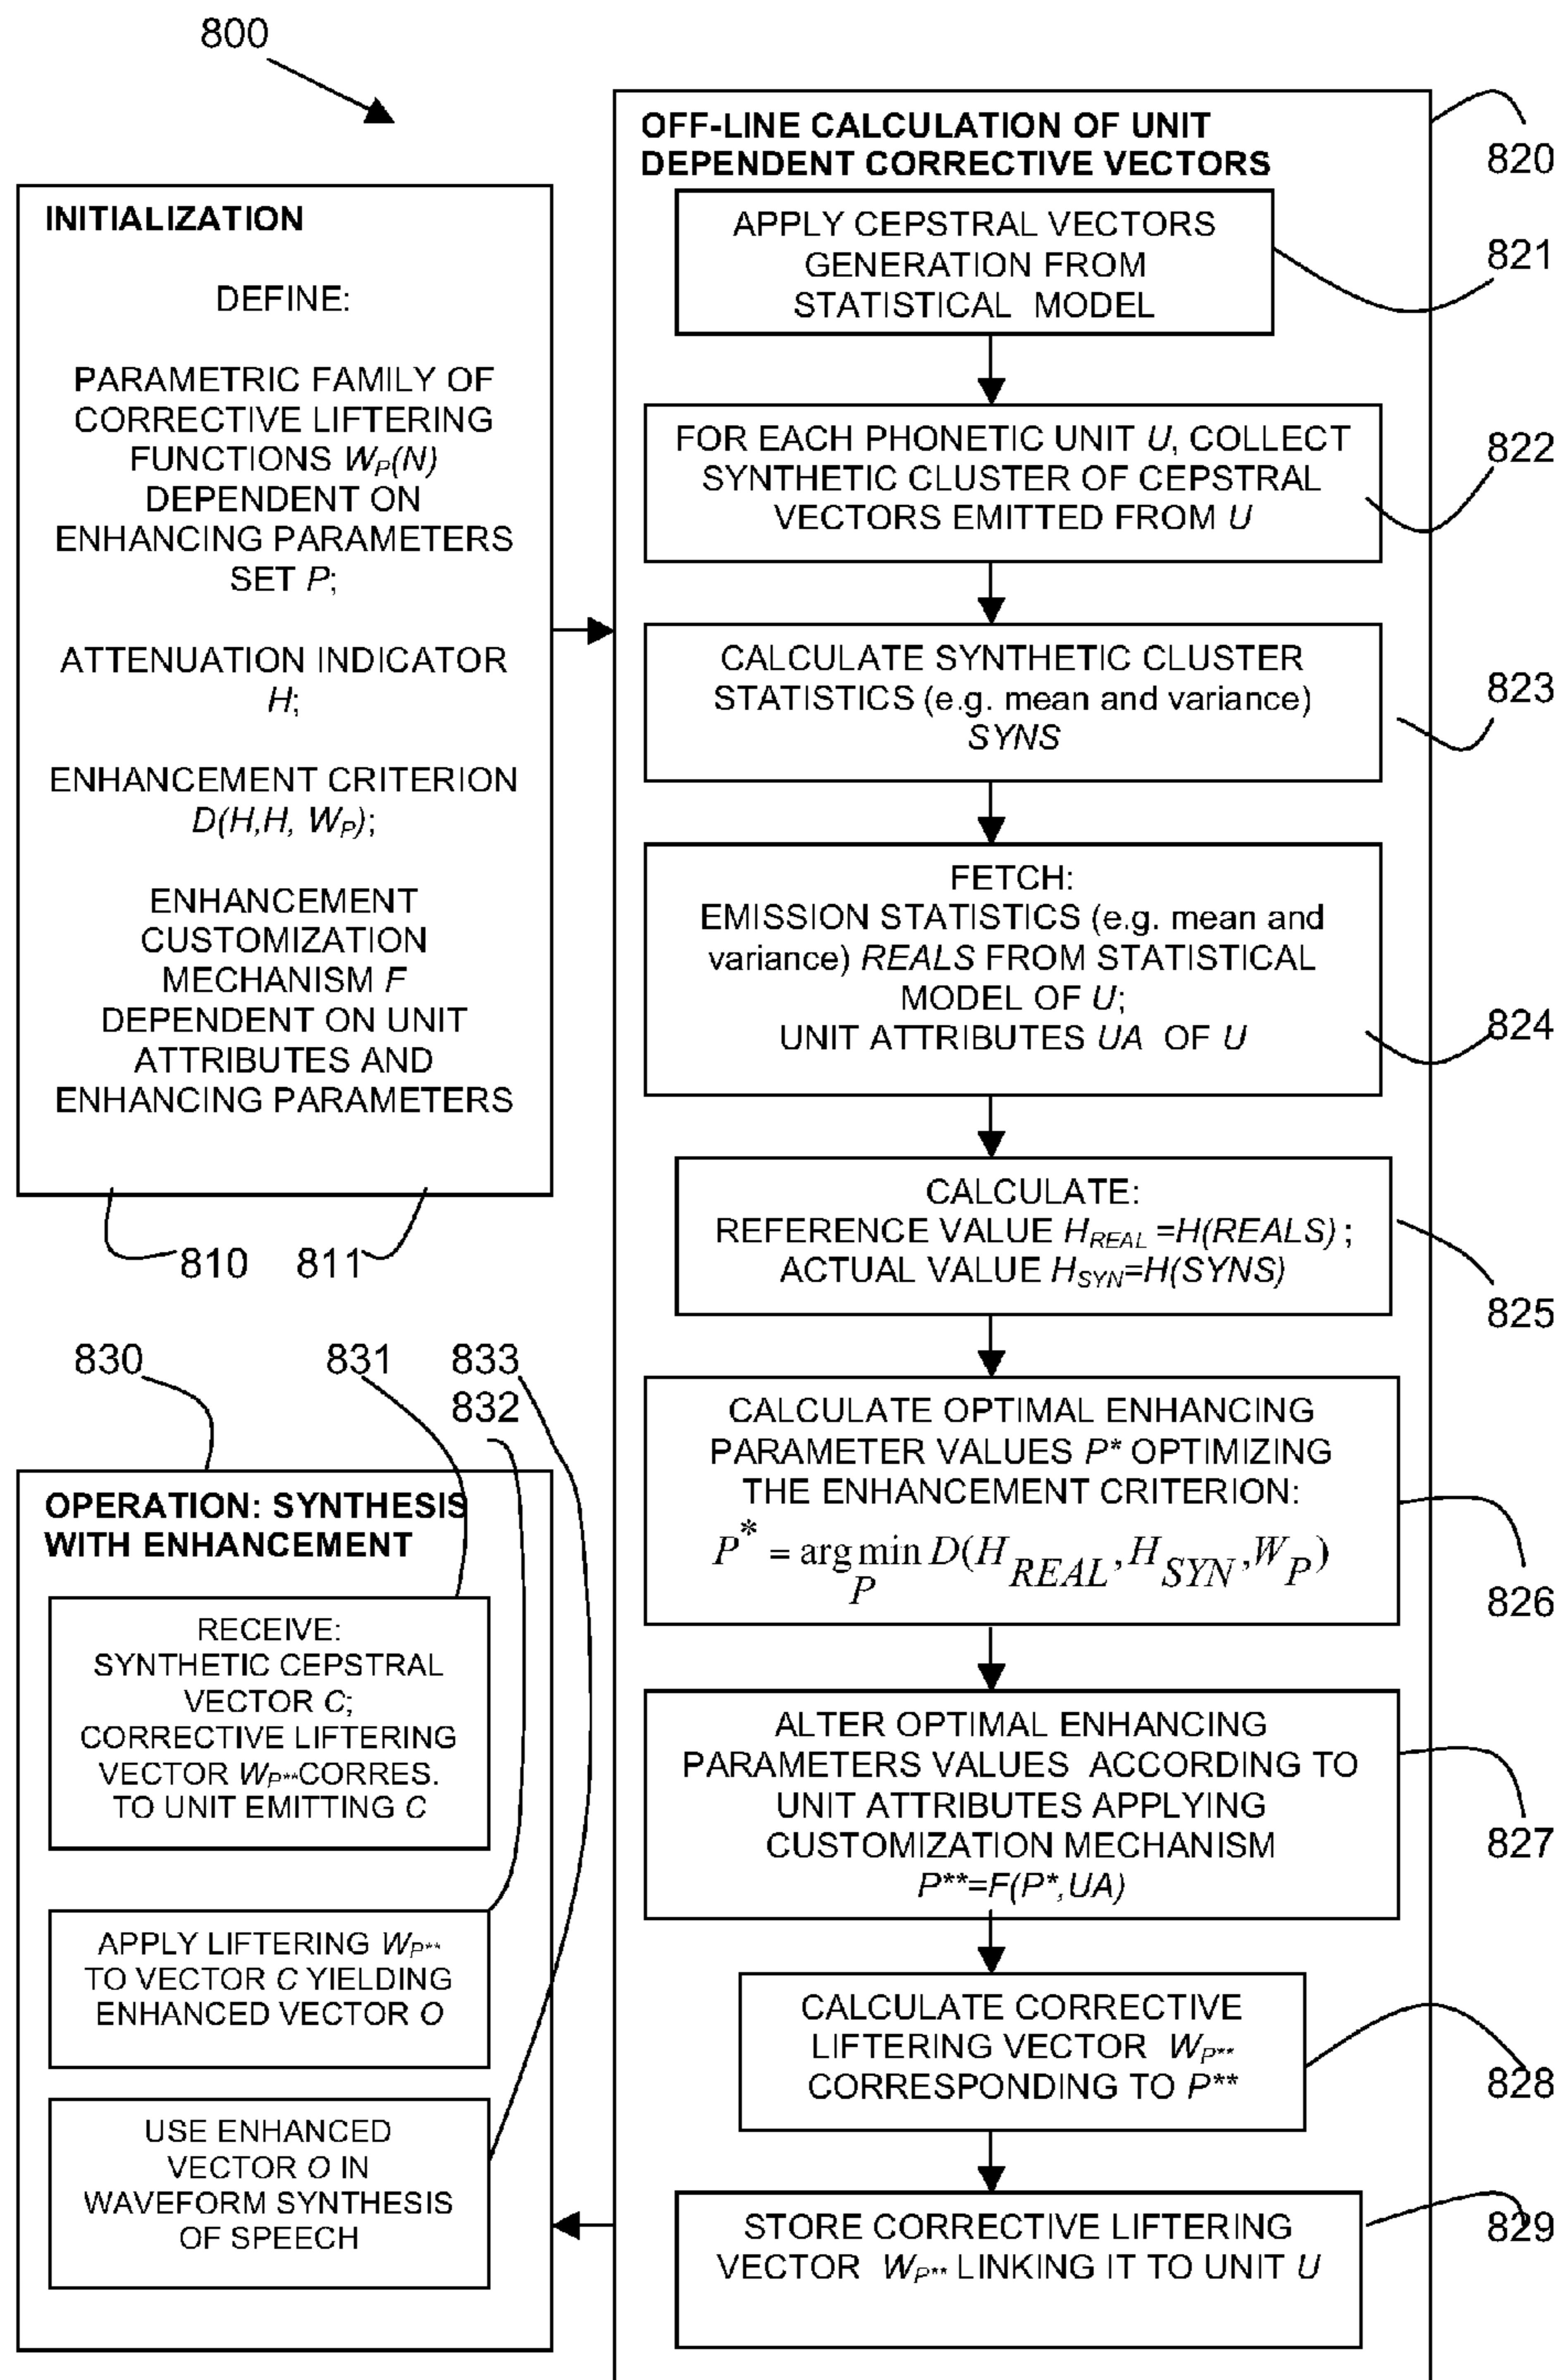 800
INITIALIZATION
DEFINE:
PARAMETRIC FAMILY OF
CORRECTIVE LIFTERING
FUNCTIONS W_P(N)
DEPENDENT ON
ENHANCING PARAMETERS
SET P;
ATTENUATION INDICATOR
H;
ENHANCEMENT CRITERION
D(H,H, W_P);
ENHANCEMENT
CUSTOMIZATION
MECHANISM F
DEPENDENT ON UNIT
ATTRIBUTES AND
ENHANCING PARAMETERS
810
811
OFF-LINE CALCULATION OF UNIT
DEPENDENT CORRECTIVE VECTORS
820
APPLY CEPSTRAL VECTORS
GENERATION FROM
STATISTICAL MODEL
821
FOR EACH PHONETIC UNIT U, COLLECT
SYNTHETIC CLUSTER OF CEPSTRAL
VECTORS EMITTED FROM U
822
CALCULATE SYNTHETIC CLUSTER
STATISTICS (e.g. mean and variance)
SYNS
823
FETCH:
EMISSION STATISTICS (e.g. mean and
variance) REALS FROM STATISTICAL
MODEL OF U;
UNIT ATTRIBUTES UA OF U
824
CALCULATE:
REFERENCE VALUE H_REAL =H(REALS) ;
ACTUAL VALUE H_SYN=H(SYNS)
825
CALCULATE OPTIMAL ENHANCING
PARAMETER VALUES P* OPTIMIZING
THE ENHANCEMENT CRITERION:
P* = arg min D(H_REAL, H_SYN, W_P)
P
826
ALTER OPTIMAL ENHANCING
PARAMETERS VALUES ACCORDING TO
UNIT ATTRIBUTES APPLYING
CUSTOMIZATION MECHANISM
P**=F(P*,UA)
827
CALCULATE CORRECTIVE
LIFTERING VECTOR W_P**
CORRESPONDING TO P**
828
STORE CORRECTIVE LIFTERING
VECTOR W_P** LINKING IT TO UNIT U
829
830
831
833
832
OPERATION: SYNTHESIS
WITH ENHANCEMENT
RECEIVE:
SYNTHETIC CEPSTRAL
VECTOR C;
CORRECTIVE LIFTERING
VECTOR W_P** CORRES.
TO UNIT EMITTING C
APPLY LIFTERING W_P**
TO VECTOR C YIELDING
ENHANCED VECTOR O
USE ENHANCED
VECTOR O IN
WAVEFORM SYNTHESIS
OF SPEECH